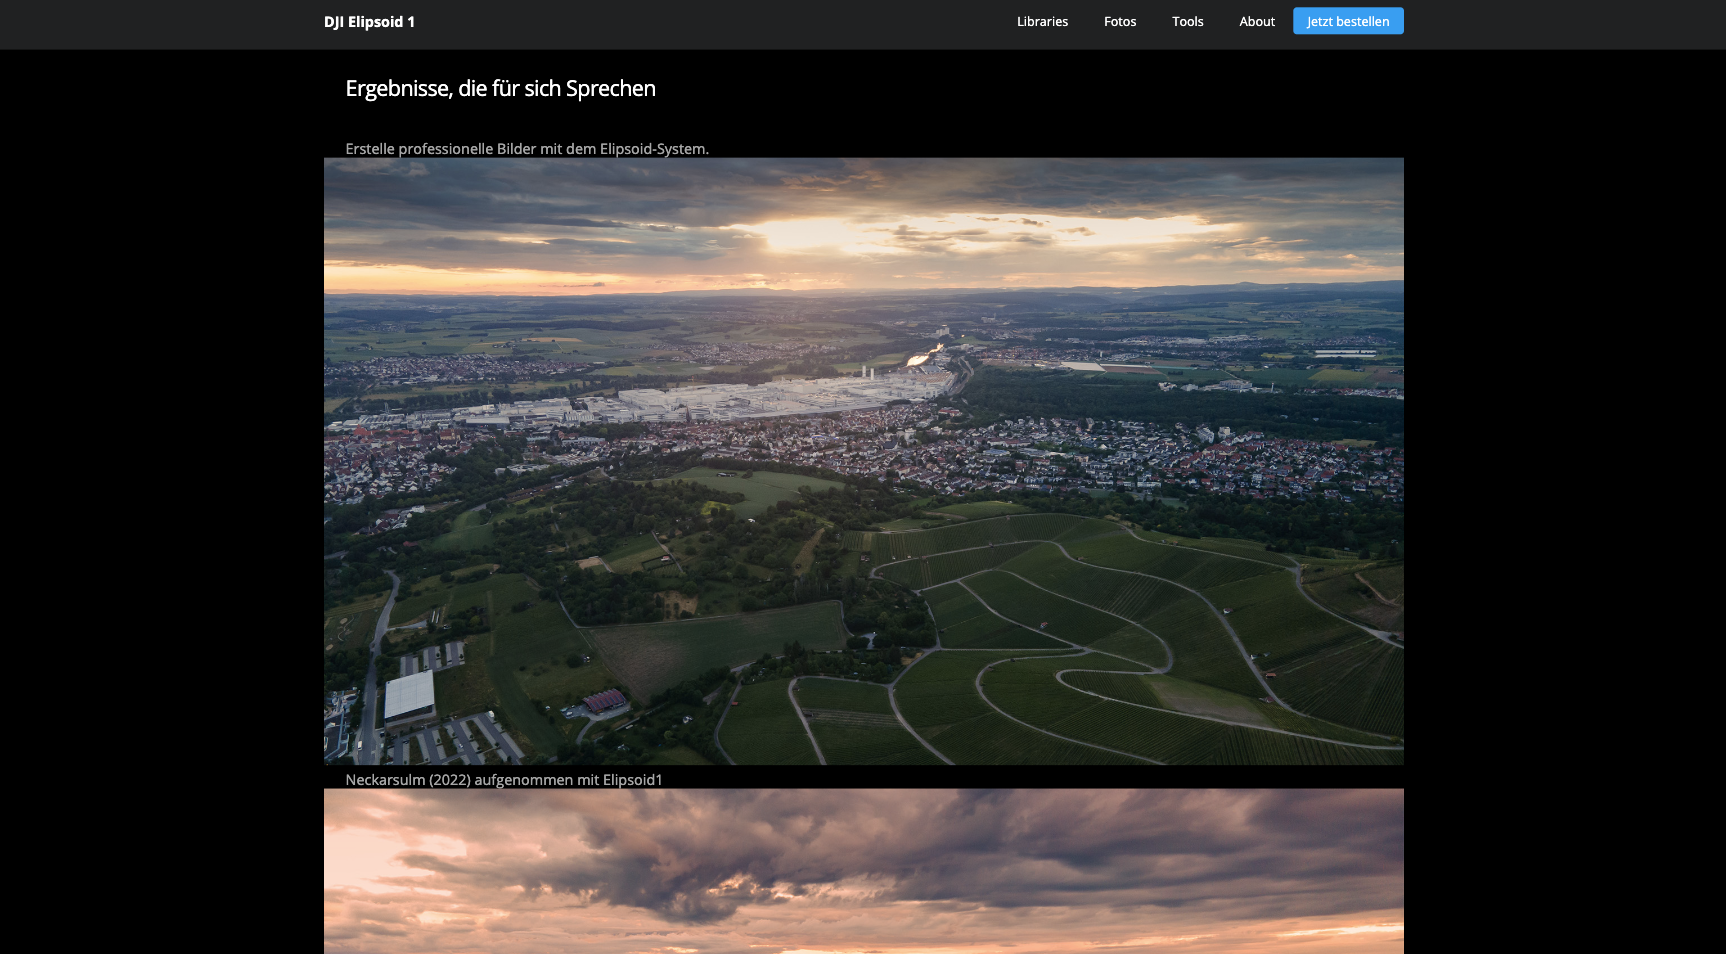 DJI Elipsoid 1
Libraries Fotos Tools About Jetzt bestellen
Ergebnisse, die für sich Sprechen
Erstelle professionelle Bilder mit dem Elipsoid-System.
Neckarsulm (2022) aufgenommen mit Elipsoid1